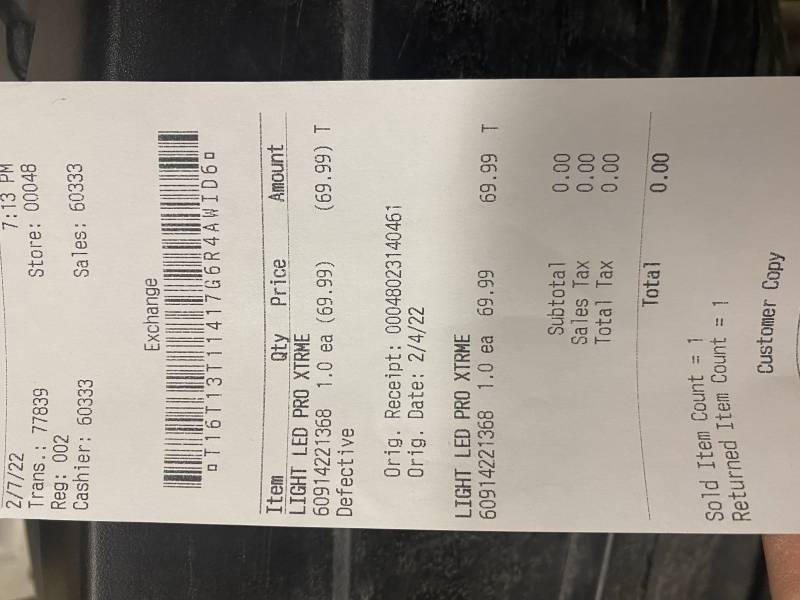 2/7/22 7:13 PM
Trans.: 77839 Store: 00048
Reg: 002
Cashier: 60333 Sales: 60333
Exchange
¤T16T13T11417G6R4AWID6¤
Item Qty Price Amount
LIGHT LED PRO XTRME
60914221368 1.0 ea (69.99) (69.99) T
Defective
Orig. Receipt: 00048023140461
Orig. Date: 2/4/22
LIGHT LED PRO XTRME
60914221368 1.0 ea 69.99 69.99 T
Subtotal 0.00
Sales Tax 0.00
Total Tax 0.00
Total 0.00
Sold Item Count = 1
Returned Item Count = 1
Customer Copy